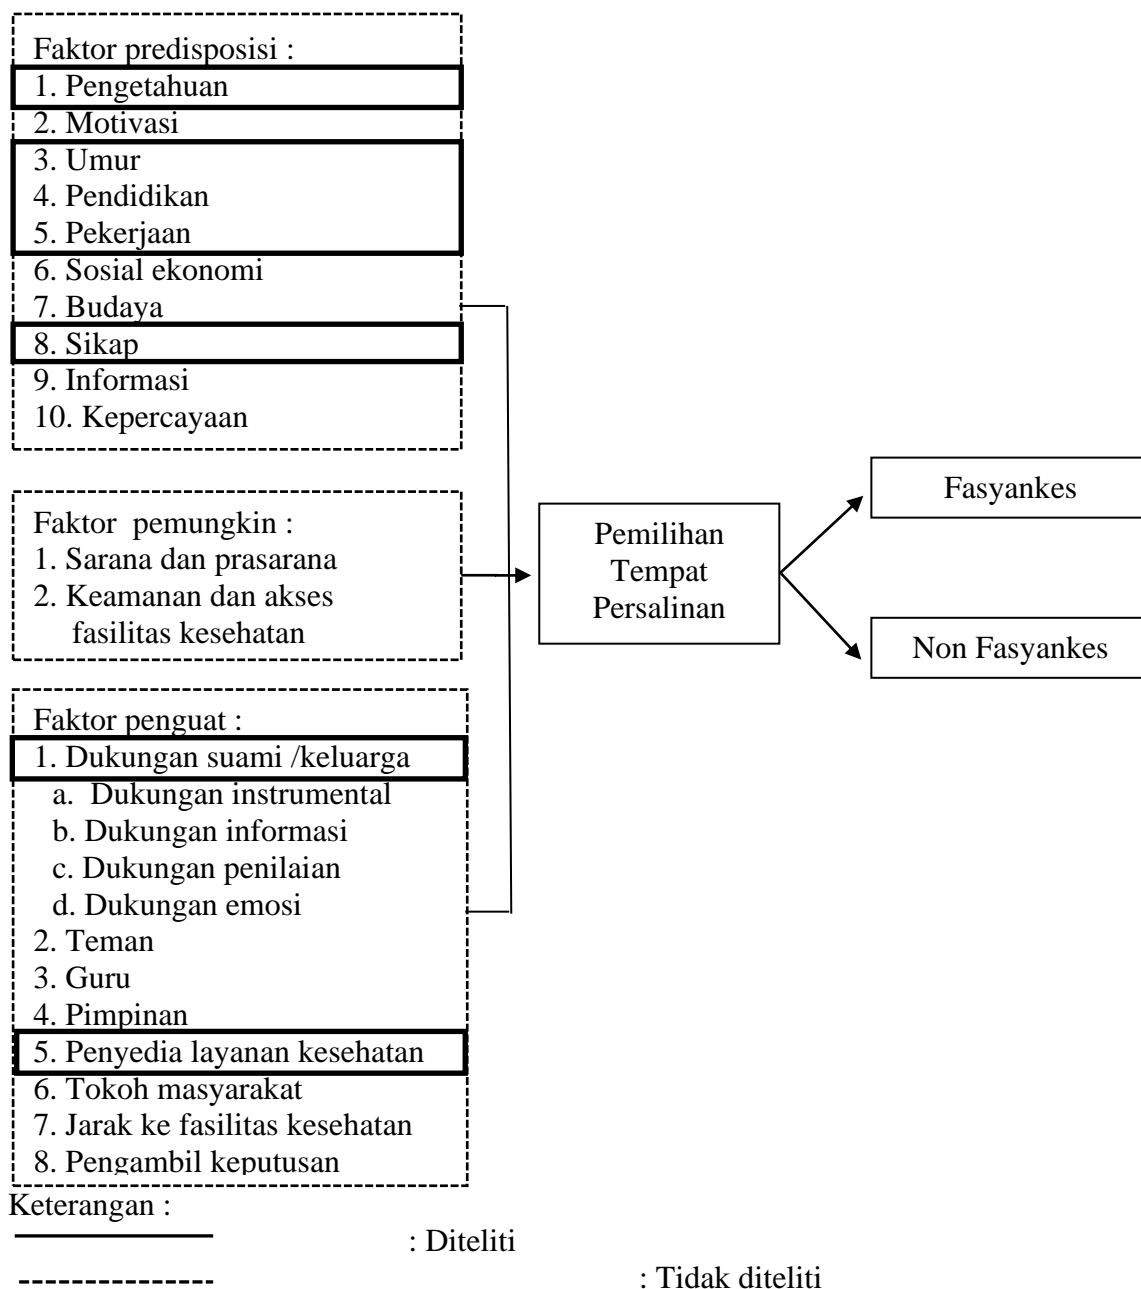 Faktor predisposisi :
1. Pengetahuan
2. Motivasi
3. Umur
4. Pendidikan
5. Pekerjaan
6. Sosial ekonomi
7. Budaya
8. Sikap
9. Informasi
10. Kepercayaan
Faktor pemungkin :
1. Sarana dan prasarana
2. Keamanan dan akses
fasilitas kesehatan
Faktor penguat :
1. Dukungan suami /keluarga
a. Dukungan instrumental
b. Dukungan informasi
c. Dukungan penilaian
d. Dukungan emosi
2. Teman
3. Guru
4. Pimpinan
5. Penyedia layanan kesehatan
6. Tokoh masyarakat
7. Jarak ke fasilitas kesehatan
8. Pengambil keputusan
Pemilihan
Tempat
Persalinan
Fasyankes
Non Fasyankes
Keterangan :
: Diteliti
: Tidak diteliti